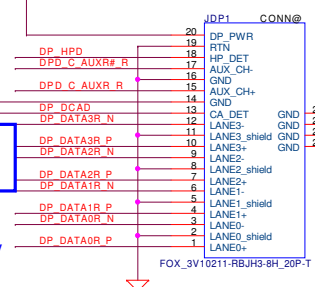 JDP1 CONN@
20 DP_PWR
19 RTN
DP_HPD 18 HP_DET
DPD_C_AUXR#_R 17 AUX_CH-
16 GND
DPD_C_AUXR_R 15 AUX_CH+
14 GND
DP_DCAD 13 CA_DET GND
DP_DATA3R_N 12 LANE3- GND
11 LANE3_shield GND
DP_DATA3R_P 10 LANE3+ GND
DP_DATA2R_N 9 LANE2-
8 LANE2_shield
DP_DATA2R_P 7 LANE2+
DP_DATA1R_N 6 LANE1-
5 LANE1_shield
DP_DATA1R_P 4 LANE1+
DP_DATA0R_N 3 LANE0-
2 LANE0_shield
DP_DATA0R_P 1 LANE0+
FOX_3V10211-RBJH3-8H_20P-T